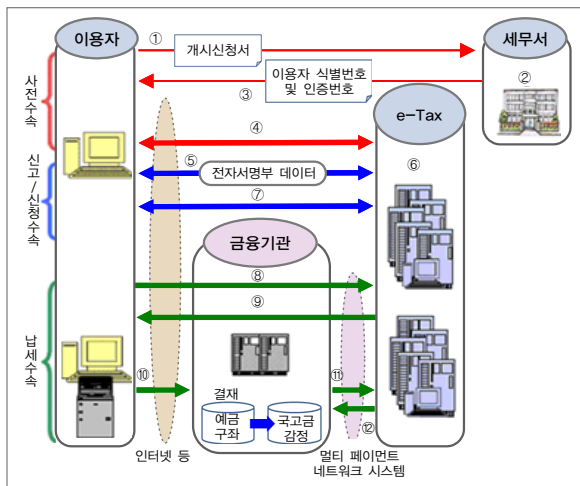 이용자
①
개시신청서
세무서
②
이용자 식별번호
및 인증번호
③
e-Tax
사전수속
④
⑤
전자서명부 데이터
⑥
신고/신청수속
⑦
금융기관
⑧
⑨
납세수속
⑩
⑪
결재
예금
구좌
국고금
감정
⑫
인터넷 등
멀티 페이먼트
네트워크 시스템